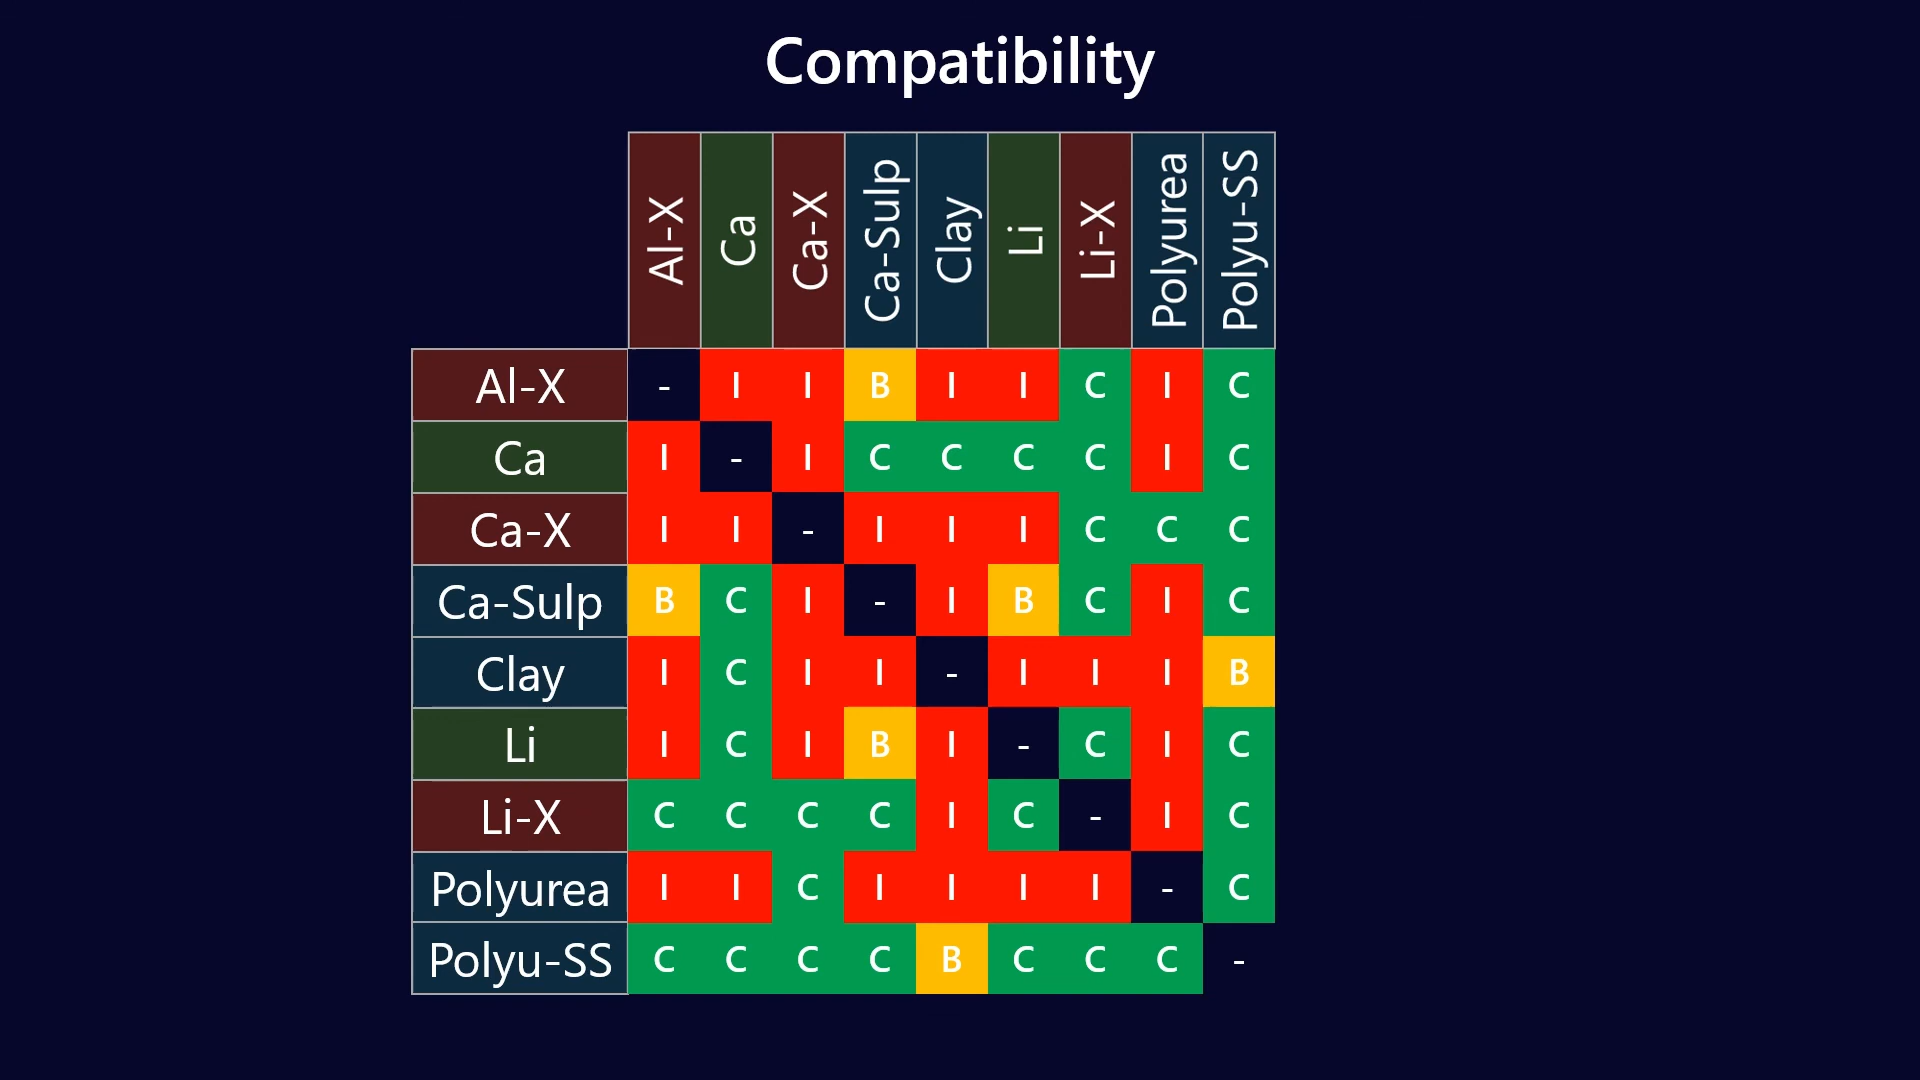 Compatibility
Al-X Ca Ca-X Ca-Sulp Clay Li Li-X Polyurea Polyu-SS
Al-X - I I B I I C I C
Ca I - I C C C C I C
Ca-X I I - I I I C C C
Ca-Sulp B C I - I B C I C
Clay I C I I - I I I B
Li I C I B I - C I C
Li-X C C C C I C - I C
Polyurea I I C I I I I - C
Polyu-SS C C C C B C C C -